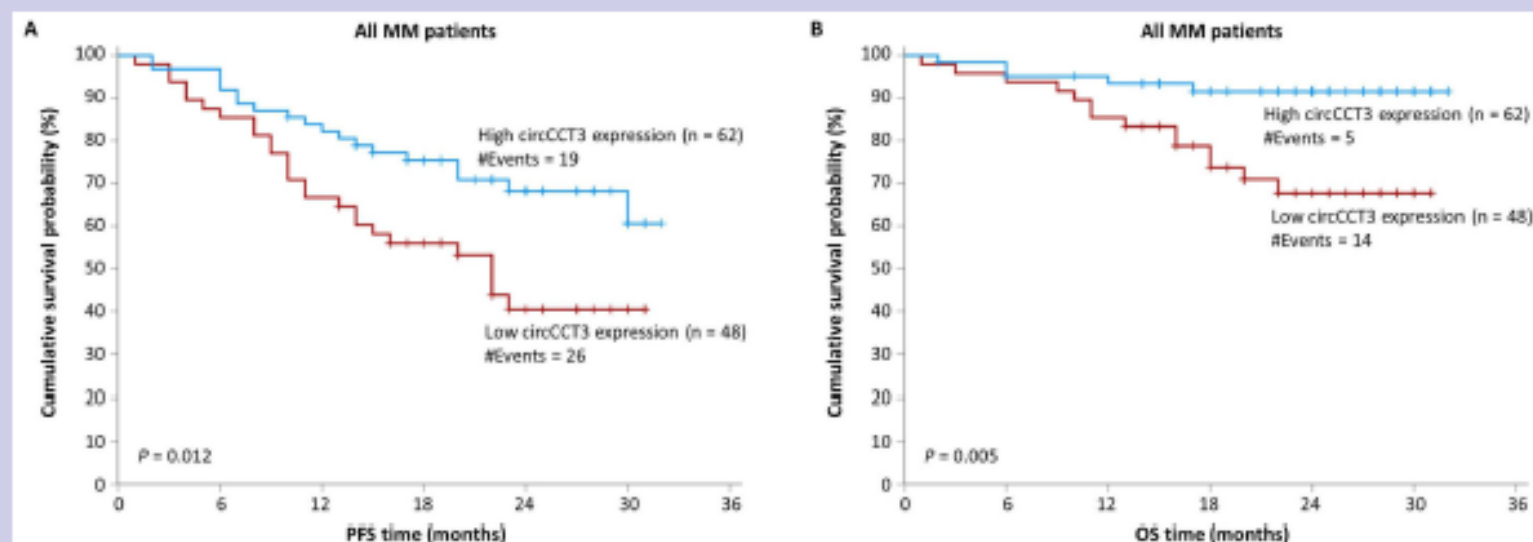 A
All MM patients
Cumulative survival probability (%)
100
90
80
70
60
50
40
30
20
10
0
High circCCT3 expression (n = 62)
#Events = 19
Low circCCT3 expression (n = 48)
#Events = 26
P = 0.012
0 6 12 18 24 30 36
PFS time (months)
B
All MM patients
Cumulative survival probability (%)
100
90
80
70
60
50
40
30
20
10
0
High circCCT3 expression (n = 62)
#Events = 5
Low circCCT3 expression (n = 48)
#Events = 14
P = 0.005
0 6 12 18 24 30 36
OS time (months)